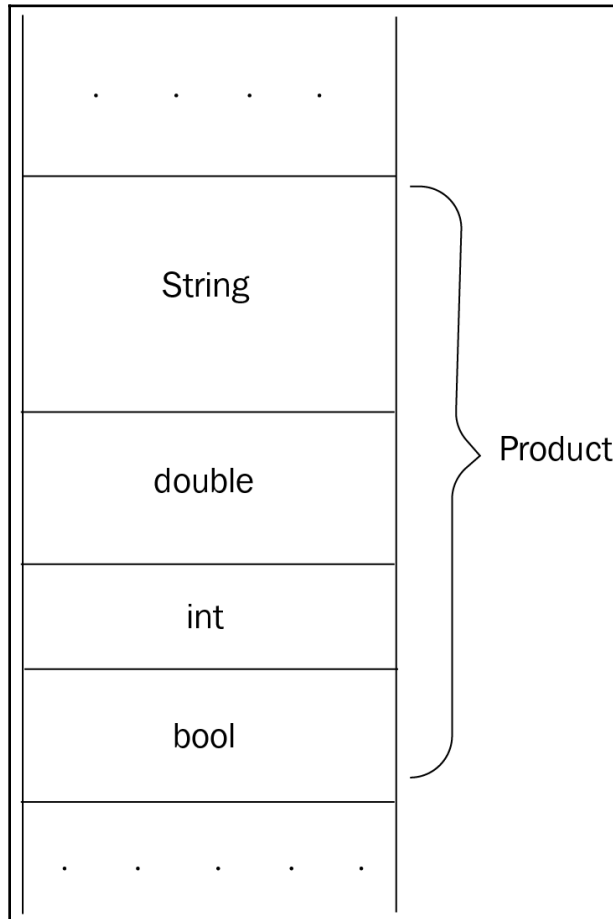 . . . .
String
double
Product
int
bool
. . . . .